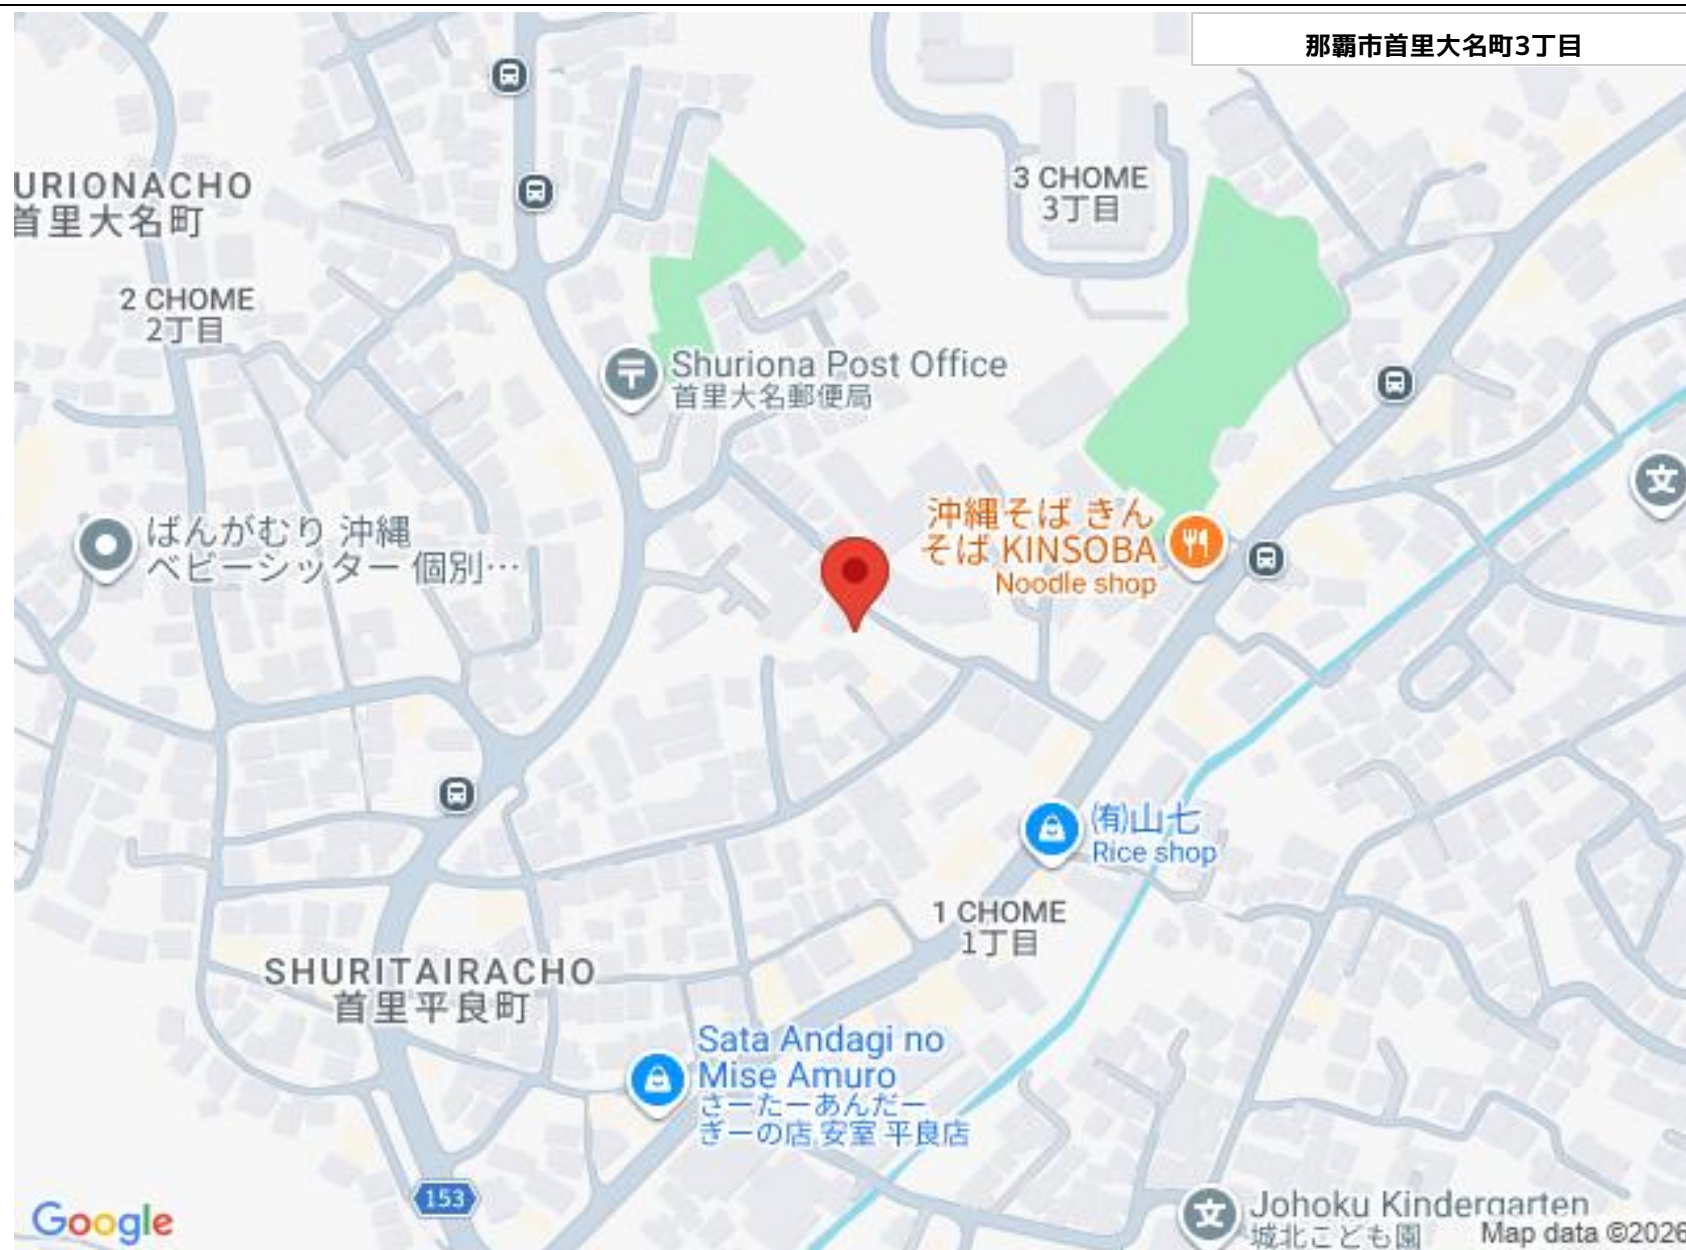 那覇市首里大名町3丁目
URIONACHO
首里大名町
3 CHOME
3丁目
2 CHOME
2丁目
Shuriona Post Office
首里大名郵便局
ばんがむり 沖縄
ベビーシッター 個別…
沖縄そば きん
そば KINSOBA
Noodle shop
文
㈲山七
Rice shop
1 CHOME
1丁目
SHURITAIRACHO
首里平良町
Sata Andagi no
Mise Amuro
さーたーあんだー
ぎーの店 安室 平良店
153
文
Johoku Kindergarten
城北こども園
Google
Map data ©2026